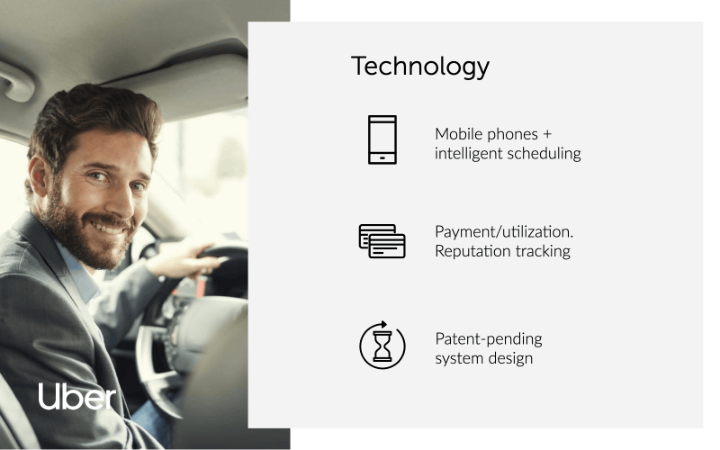 Technology
Mobile phones +
intelligent scheduling
Payment/utilization.
Reputation tracking
Patent-pending
system design
Uber